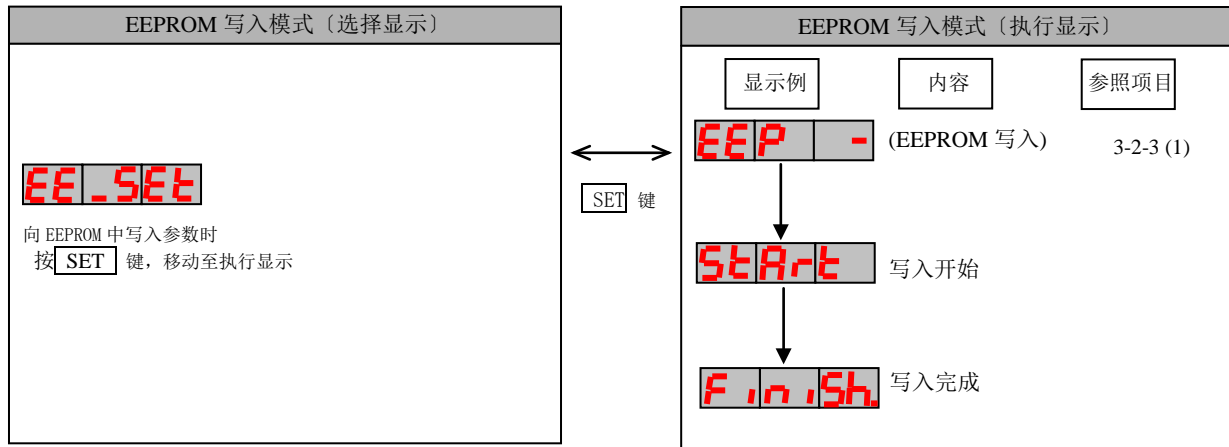 EEPROM 写入模式〔选择显示〕
EE_SEt
向 EEPROM 中写入参数时
按 SET 键，移动至执行显示
SET 键
EEPROM 写入模式〔执行显示〕
显示例 内容 参照项目
EEP - (EEPROM 写入) 3-2-3 (1)
StArt 写入开始
FiniSh. 写入完成